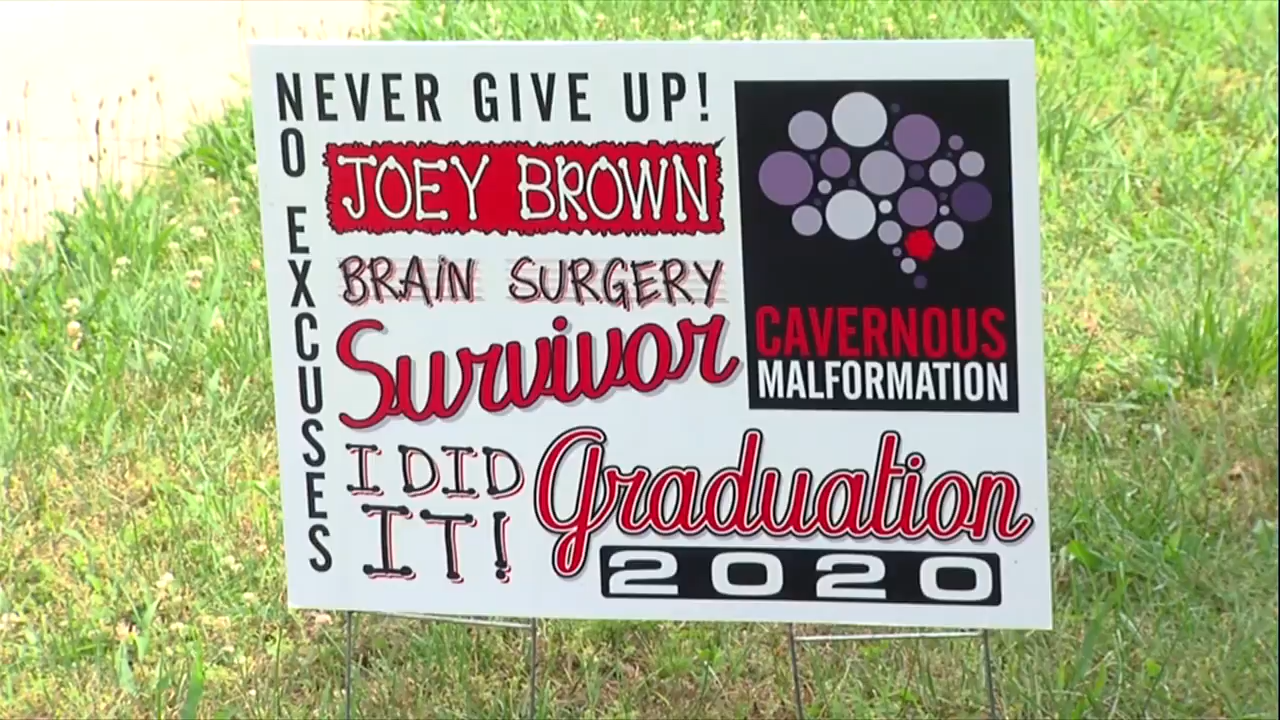 NEVER GIVE UP!
NO EXCUSES
JOEY BROWN
BRAIN SURGERY
Survivor
I DID
IT!
Graduation
2020
CAVERNOUS
MALFORMATION